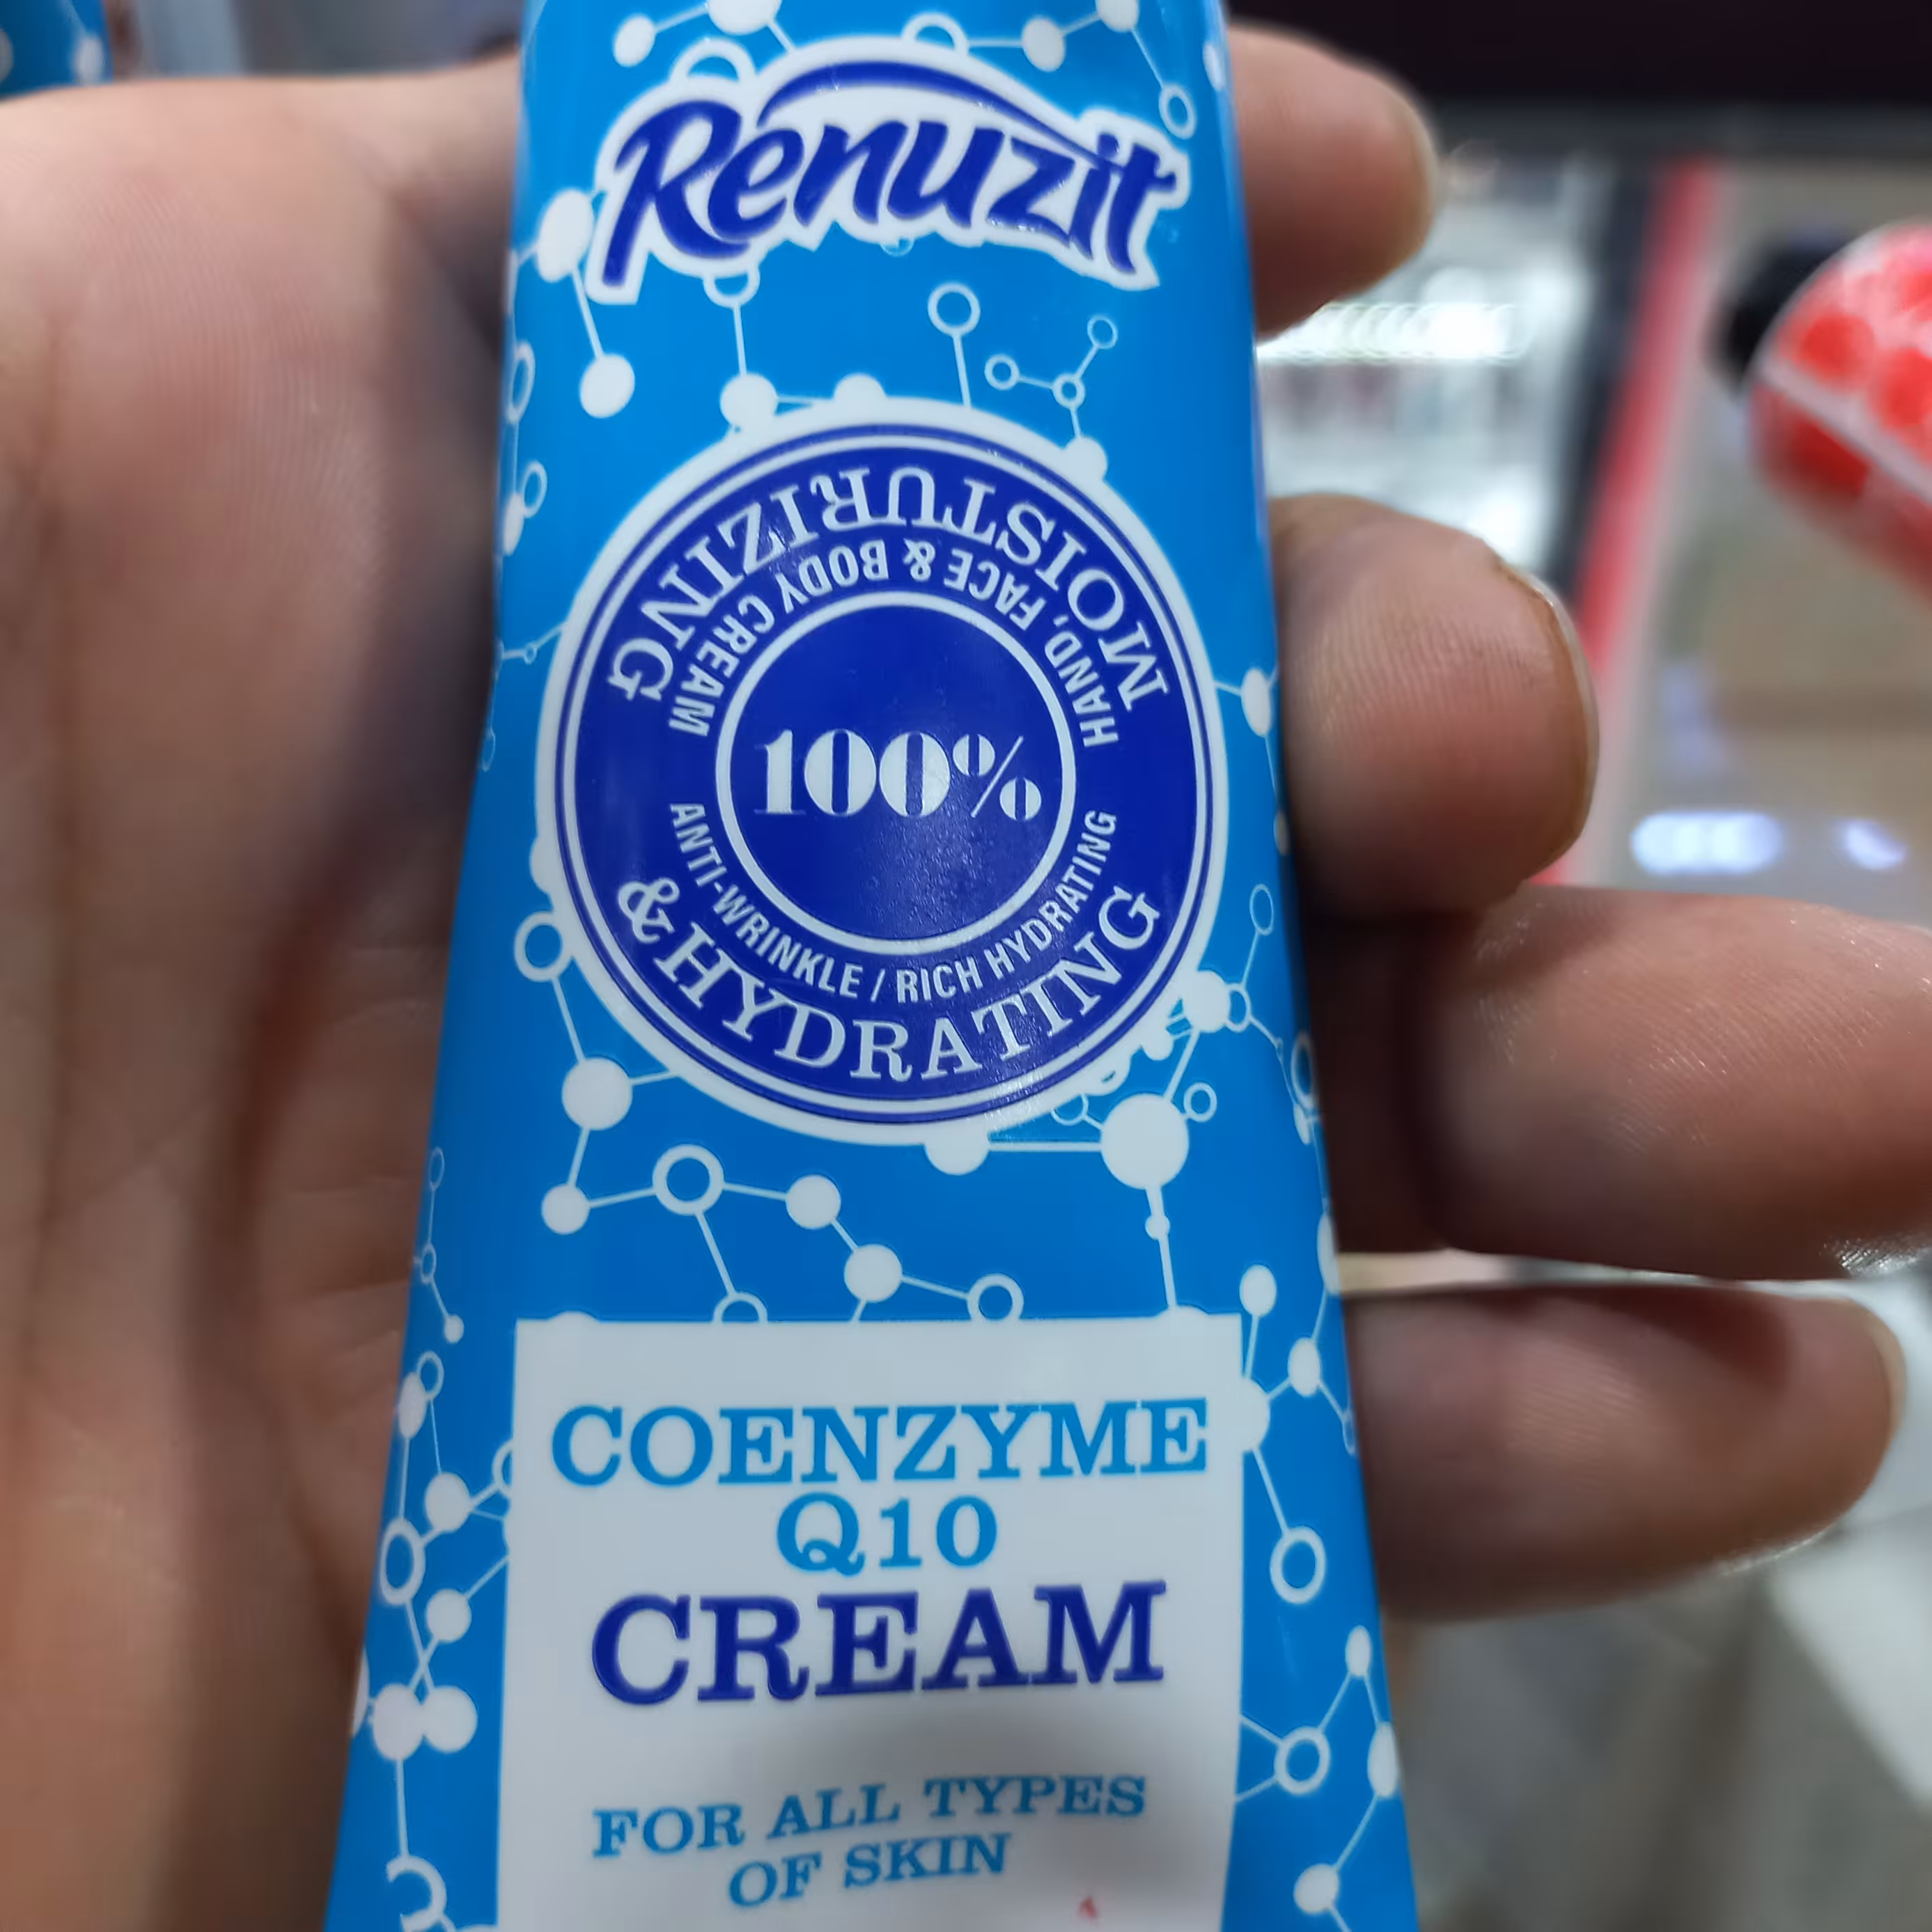 Renuzit
MOISTURIZING
HAND, FACE & BODY CREAM
100%
ANTI-WRINKLE / RICH HYDRATING
& HYDRATING
COENZYME
Q10
CREAM
FOR ALL TYPES
OF SKIN